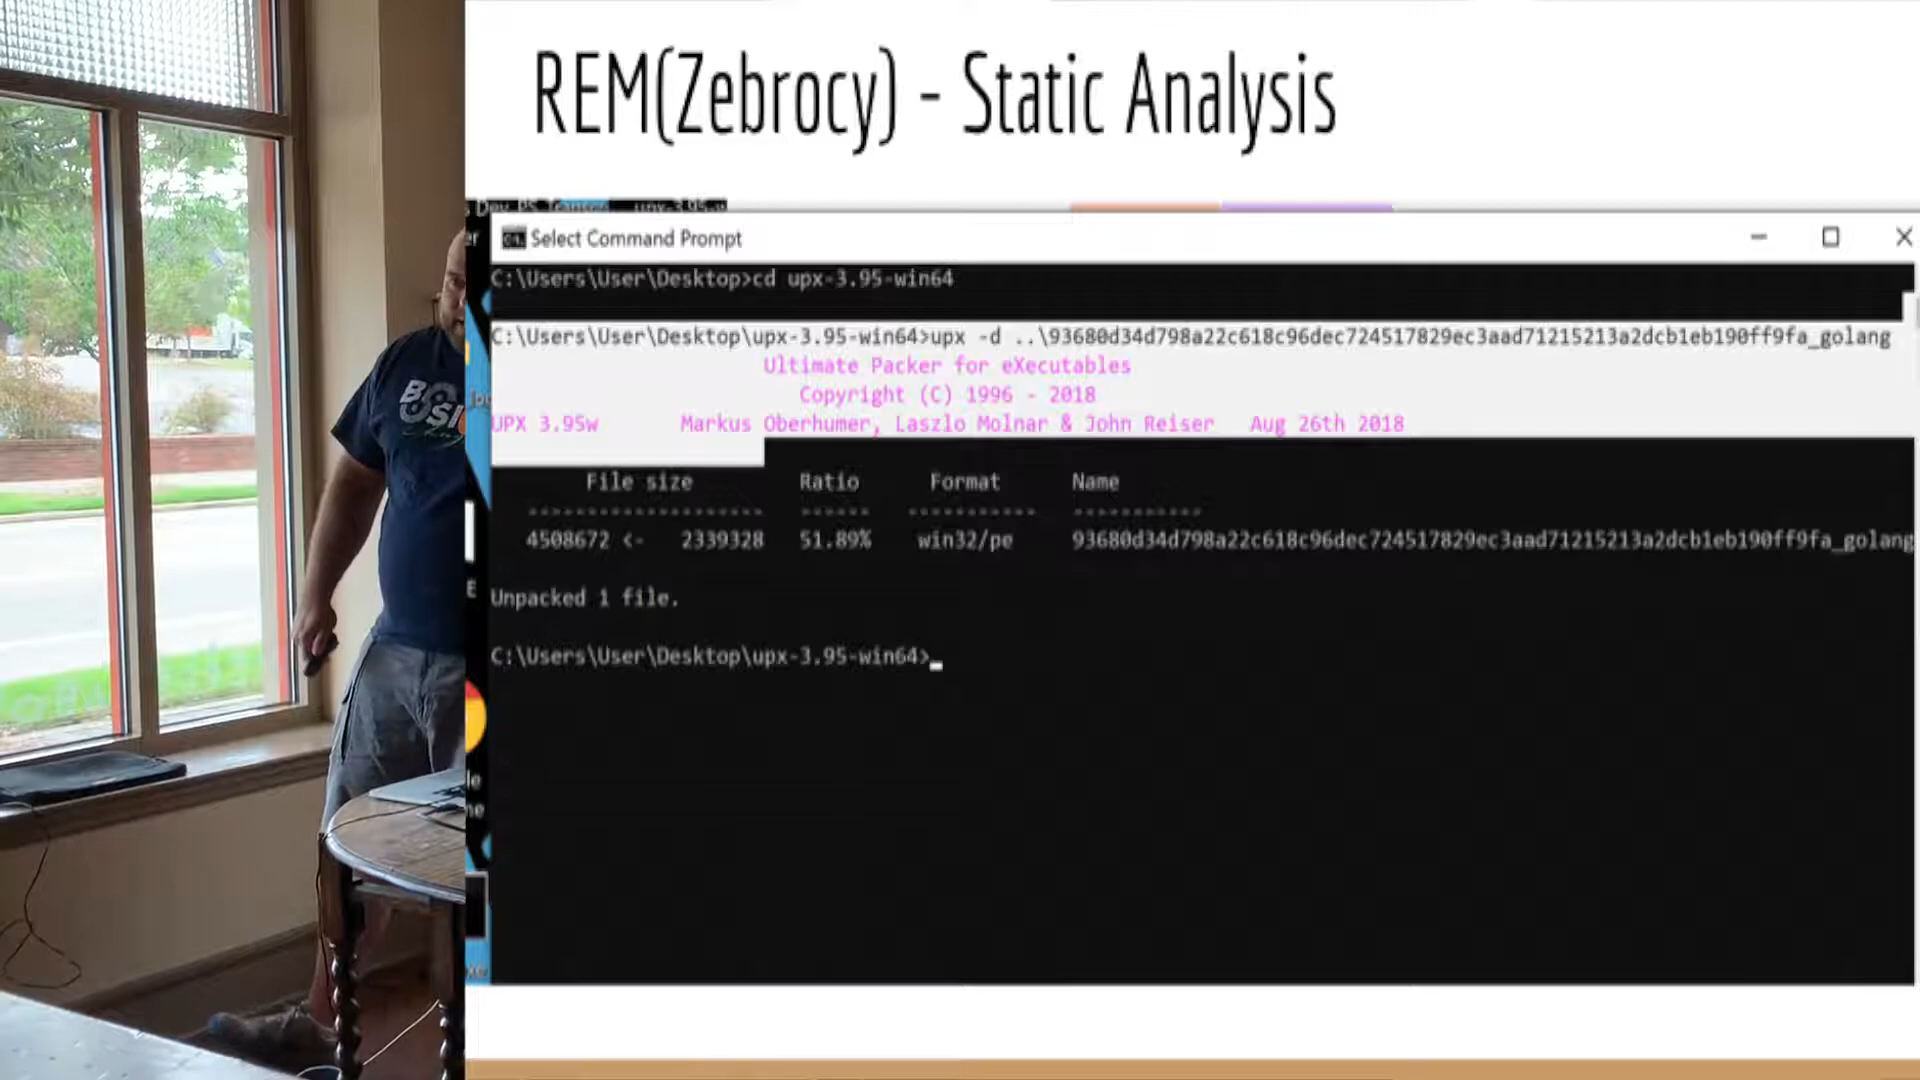 REM(Zebrocy) - Static Analysis
Select Command Prompt
C:\Users\User\Desktop>cd upx-3.95-win64
C:\Users\User\Desktop\upx-3.95-win64>upx -d ..\93680d34d798a22c618c96dec724517829ec3aad71215213a2dcb1eb190ff9fa_golang
Ultimate Packer for eXecutables
Copyright (C) 1996 - 2018
UPX 3.95w Markus Oberhumer, Laszlo Molnar & John Reiser Aug 26th 2018
File size Ratio Format Name
-------------------- ------ ----------- -----------
4508672 <- 2339328 51.89% win32/pe 93680d34d798a22c618c96dec724517829ec3aad71215213a2dcb1eb190ff9fa_golang
Unpacked 1 file.
C:\Users\User\Desktop\upx-3.95-win64>